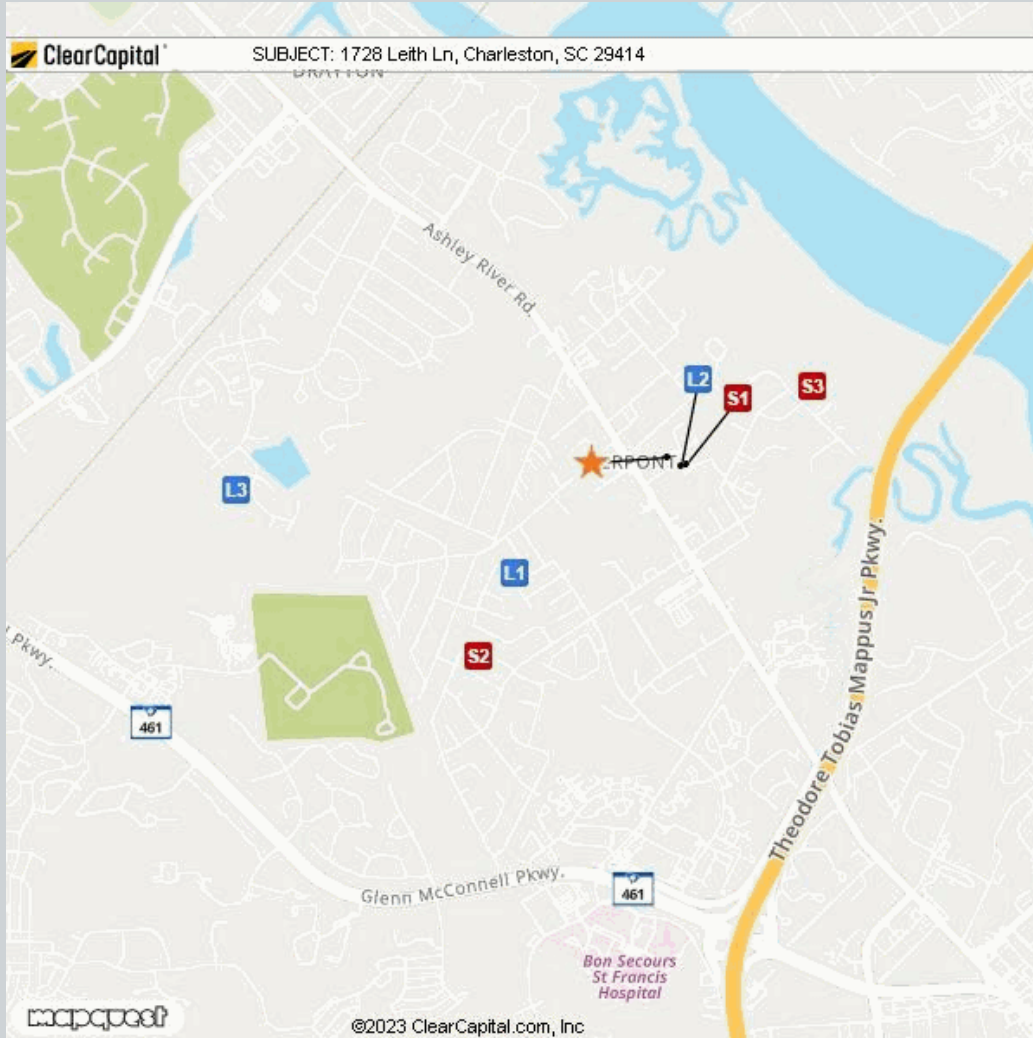 ClearCapital
SUBJECT: 1728 Leith Ln, Charleston, SC 29414
DRAYTON
Ashley River Rd.
L2
S1
S3
ERPONT
L3
L1
S2
Pkwy.
461
Theodore Tobias Mappus Jr Pkwy.
Glenn McConnell Pkwy.
461
Bon Secours
St Francis
Hospital
mapquest
©2023 ClearCapital.com, Inc